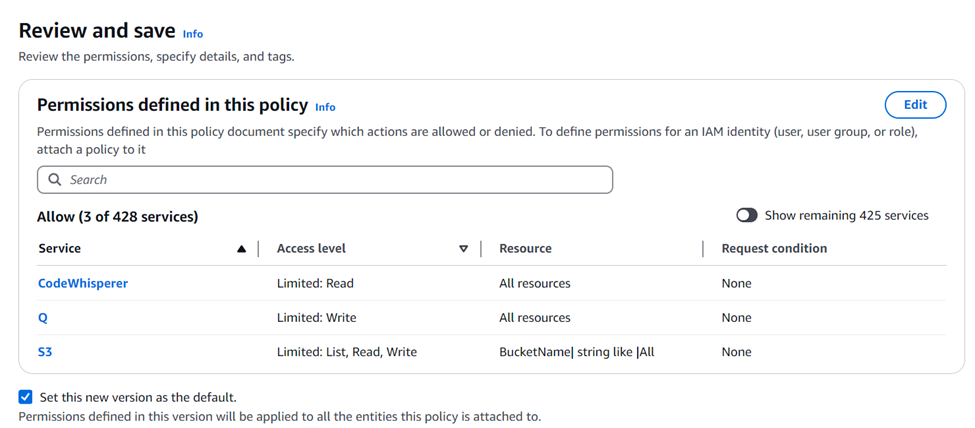 Review and save Info
Review the permissions, specify details, and tags.
Permissions defined in this policy Info
Edit
Permissions defined in this policy document specify which actions are allowed or denied. To define permissions for an IAM identity (user, user group, or role),
attach a policy to it
Search
Allow (3 of 428 services)
Show remaining 425 services
Service Access level Resource Request condition
CodeWhisperer Limited: Read All resources None
Q Limited: Write All resources None
S3 Limited: List, Read, Write BucketName| string like |All None
Set this new version as the default.
Permissions defined in this version will be applied to all the entities this policy is attached to.